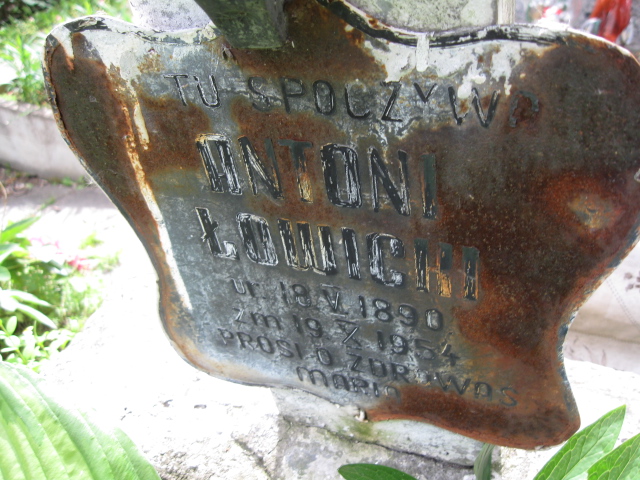 TU SPOCZYWA
ANTONI
ŁOWICKI
ur 18 V 1890
zm 19 X 1954
PROSI O ZDROWAŚ
MARIO